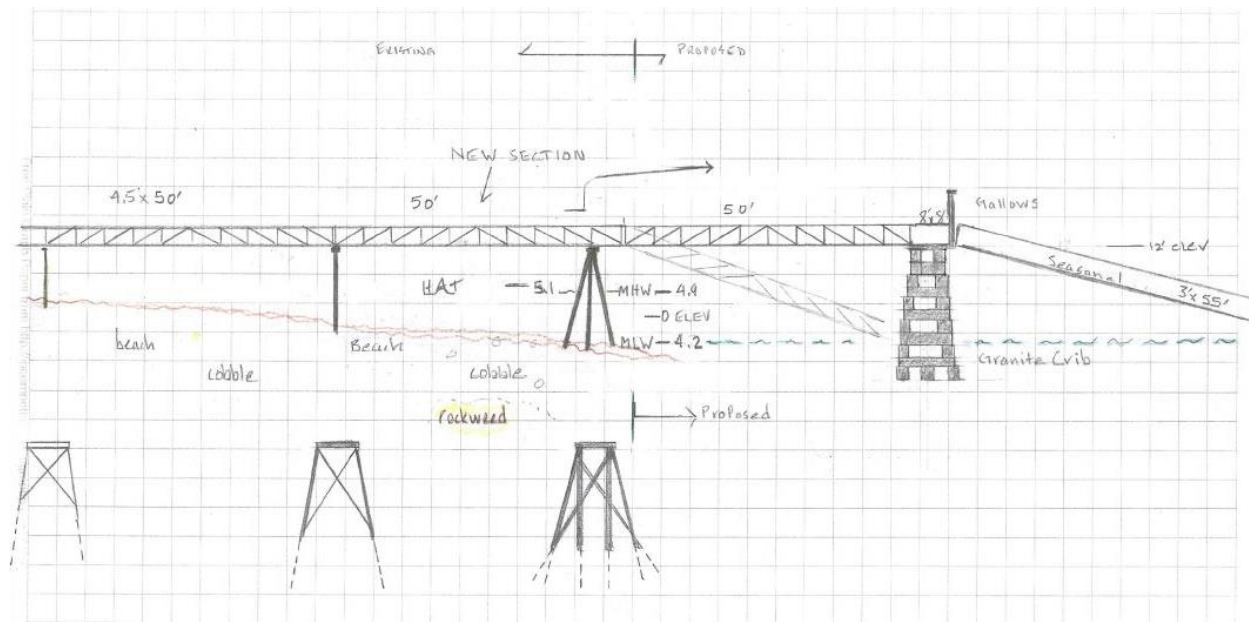 EXISTING
PROPOSED
NEW SECTION
4.5' x 50'
50'
50'
8'x8'
Gallows
12' ELEV
Seasonal
3'x55'
HAT — 5.1
MHW — 4.9
0 ELEV
MLW — 4.2
beach
Beach
Cobble
Cobble
Granite Crib
rockweed
Proposed